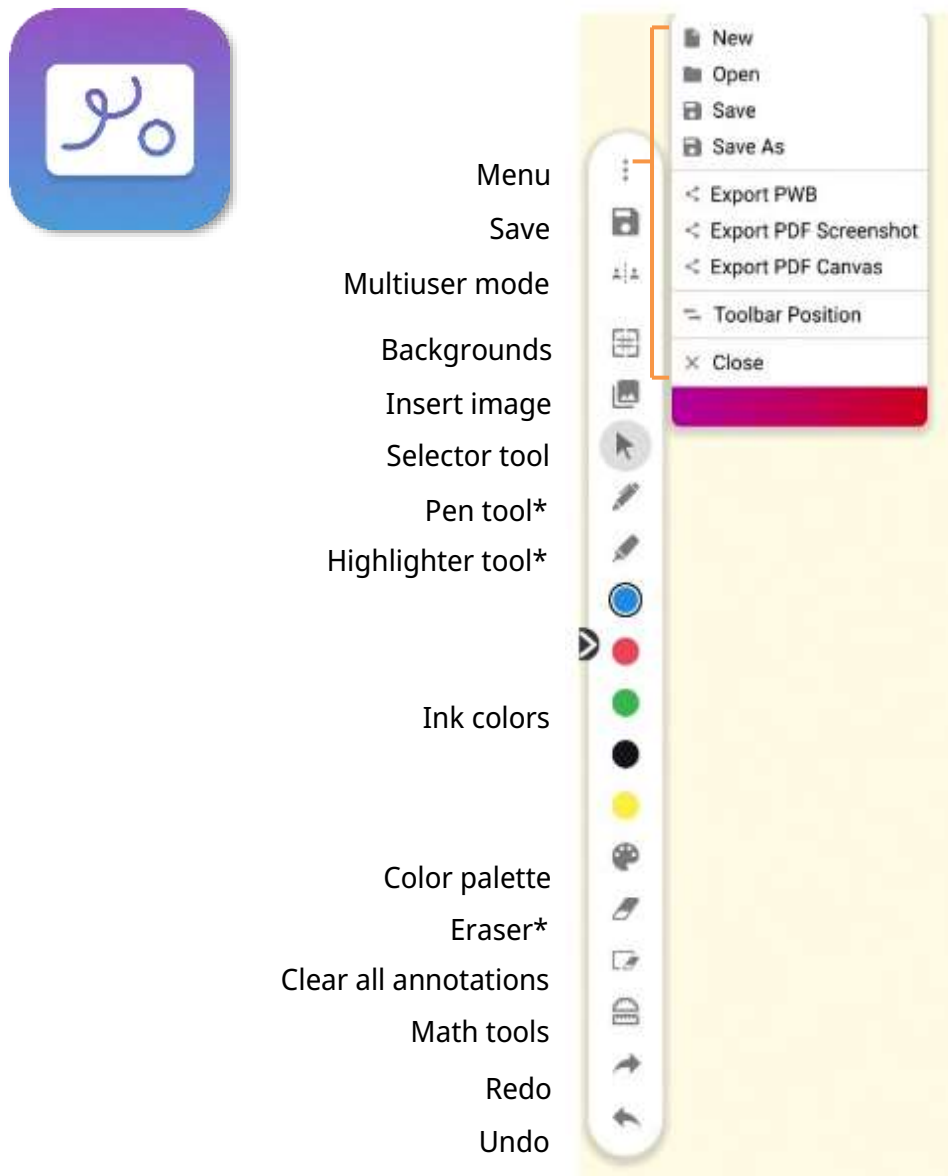 Menu
Save
Multiuser mode
Backgrounds
Insert image
Selector tool
Pen tool*
Highlighter tool*
Ink colors
Color palette
Eraser*
Clear all annotations
Math tools
Redo
Undo
New
Open
Save
Save As
Export PWB
Export PDF Screenshot
Export PDF Canvas
Toolbar Position
Close